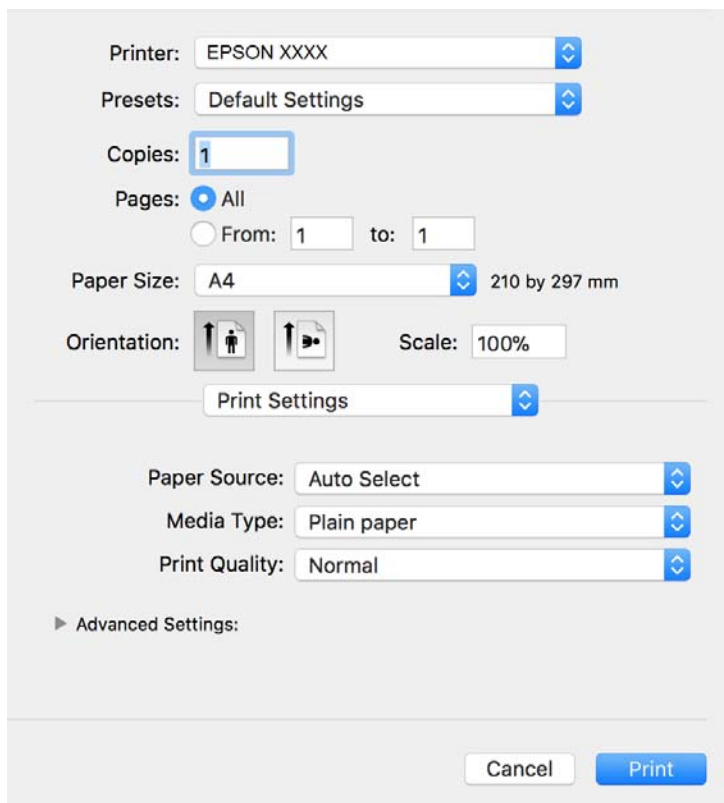 Printer: EPSON XXXX
Presets: Default Settings
Copies: 1
Pages: All
From: 1 to: 1
Paper Size: A4 210 by 297 mm
Orientation: Scale: 100%
Print Settings
Paper Source: Auto Select
Media Type: Plain paper
Print Quality: Normal
Advanced Settings:
Cancel Print